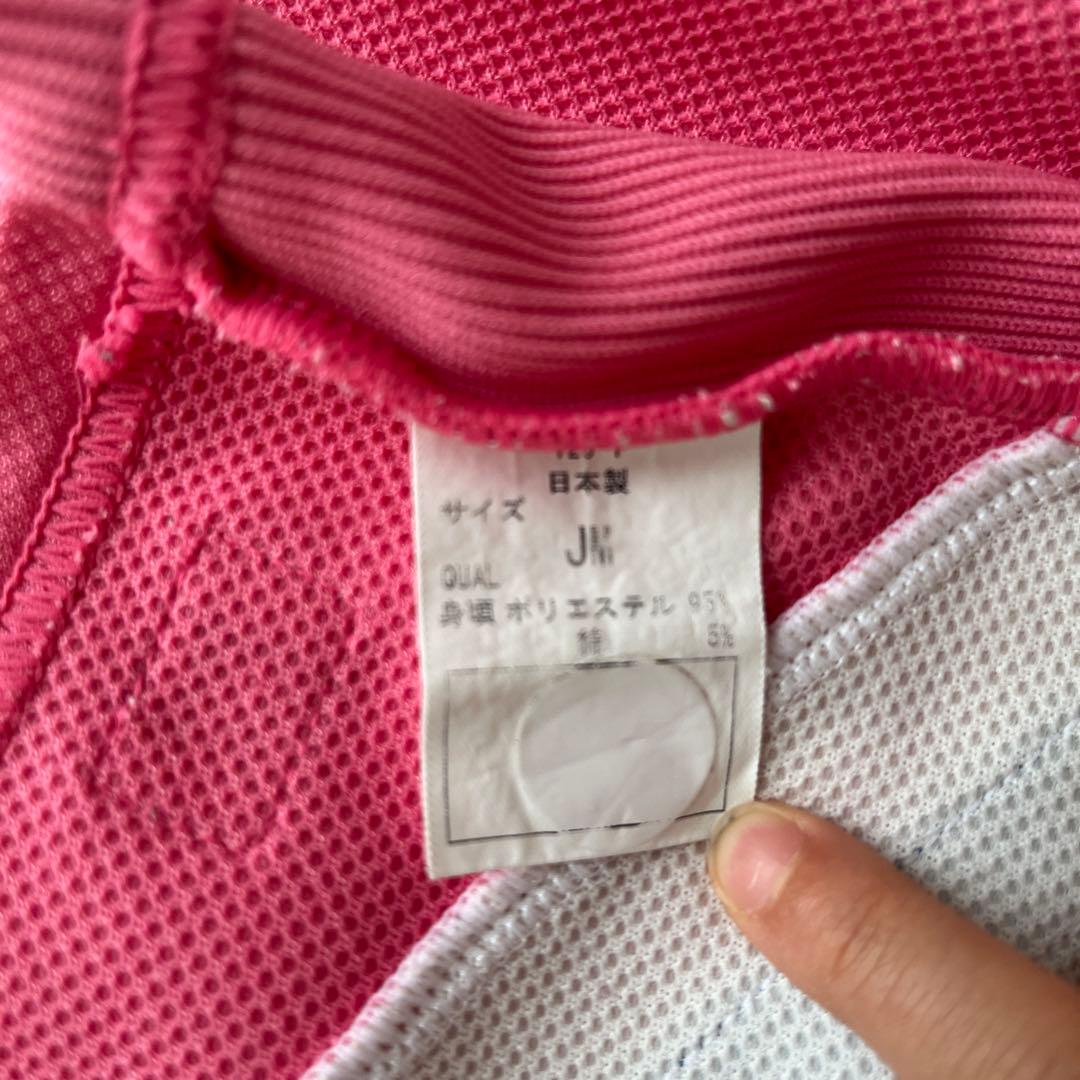 日本製
サイズ
JM
QUAL
身頃 ポリエステル 95%
綿 5%